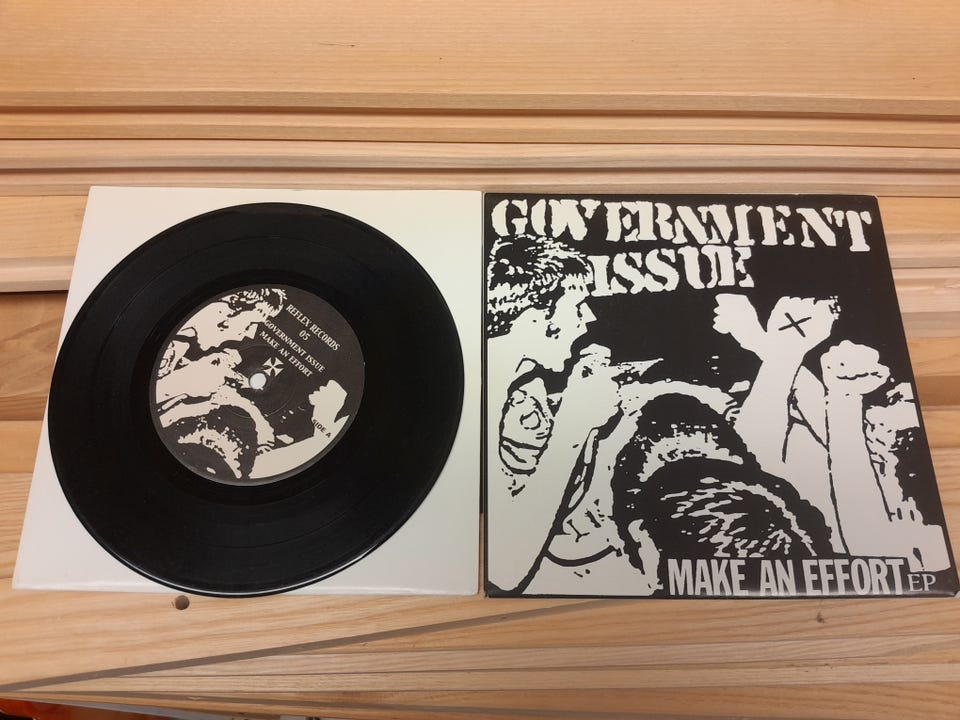 REFLEX RECORDS
05
GOVERNMENT ISSUE
MAKE AN EFFORT
SIDE A
GOVERNMENT
ISSUE
X
MAKE AN EFFORT EP